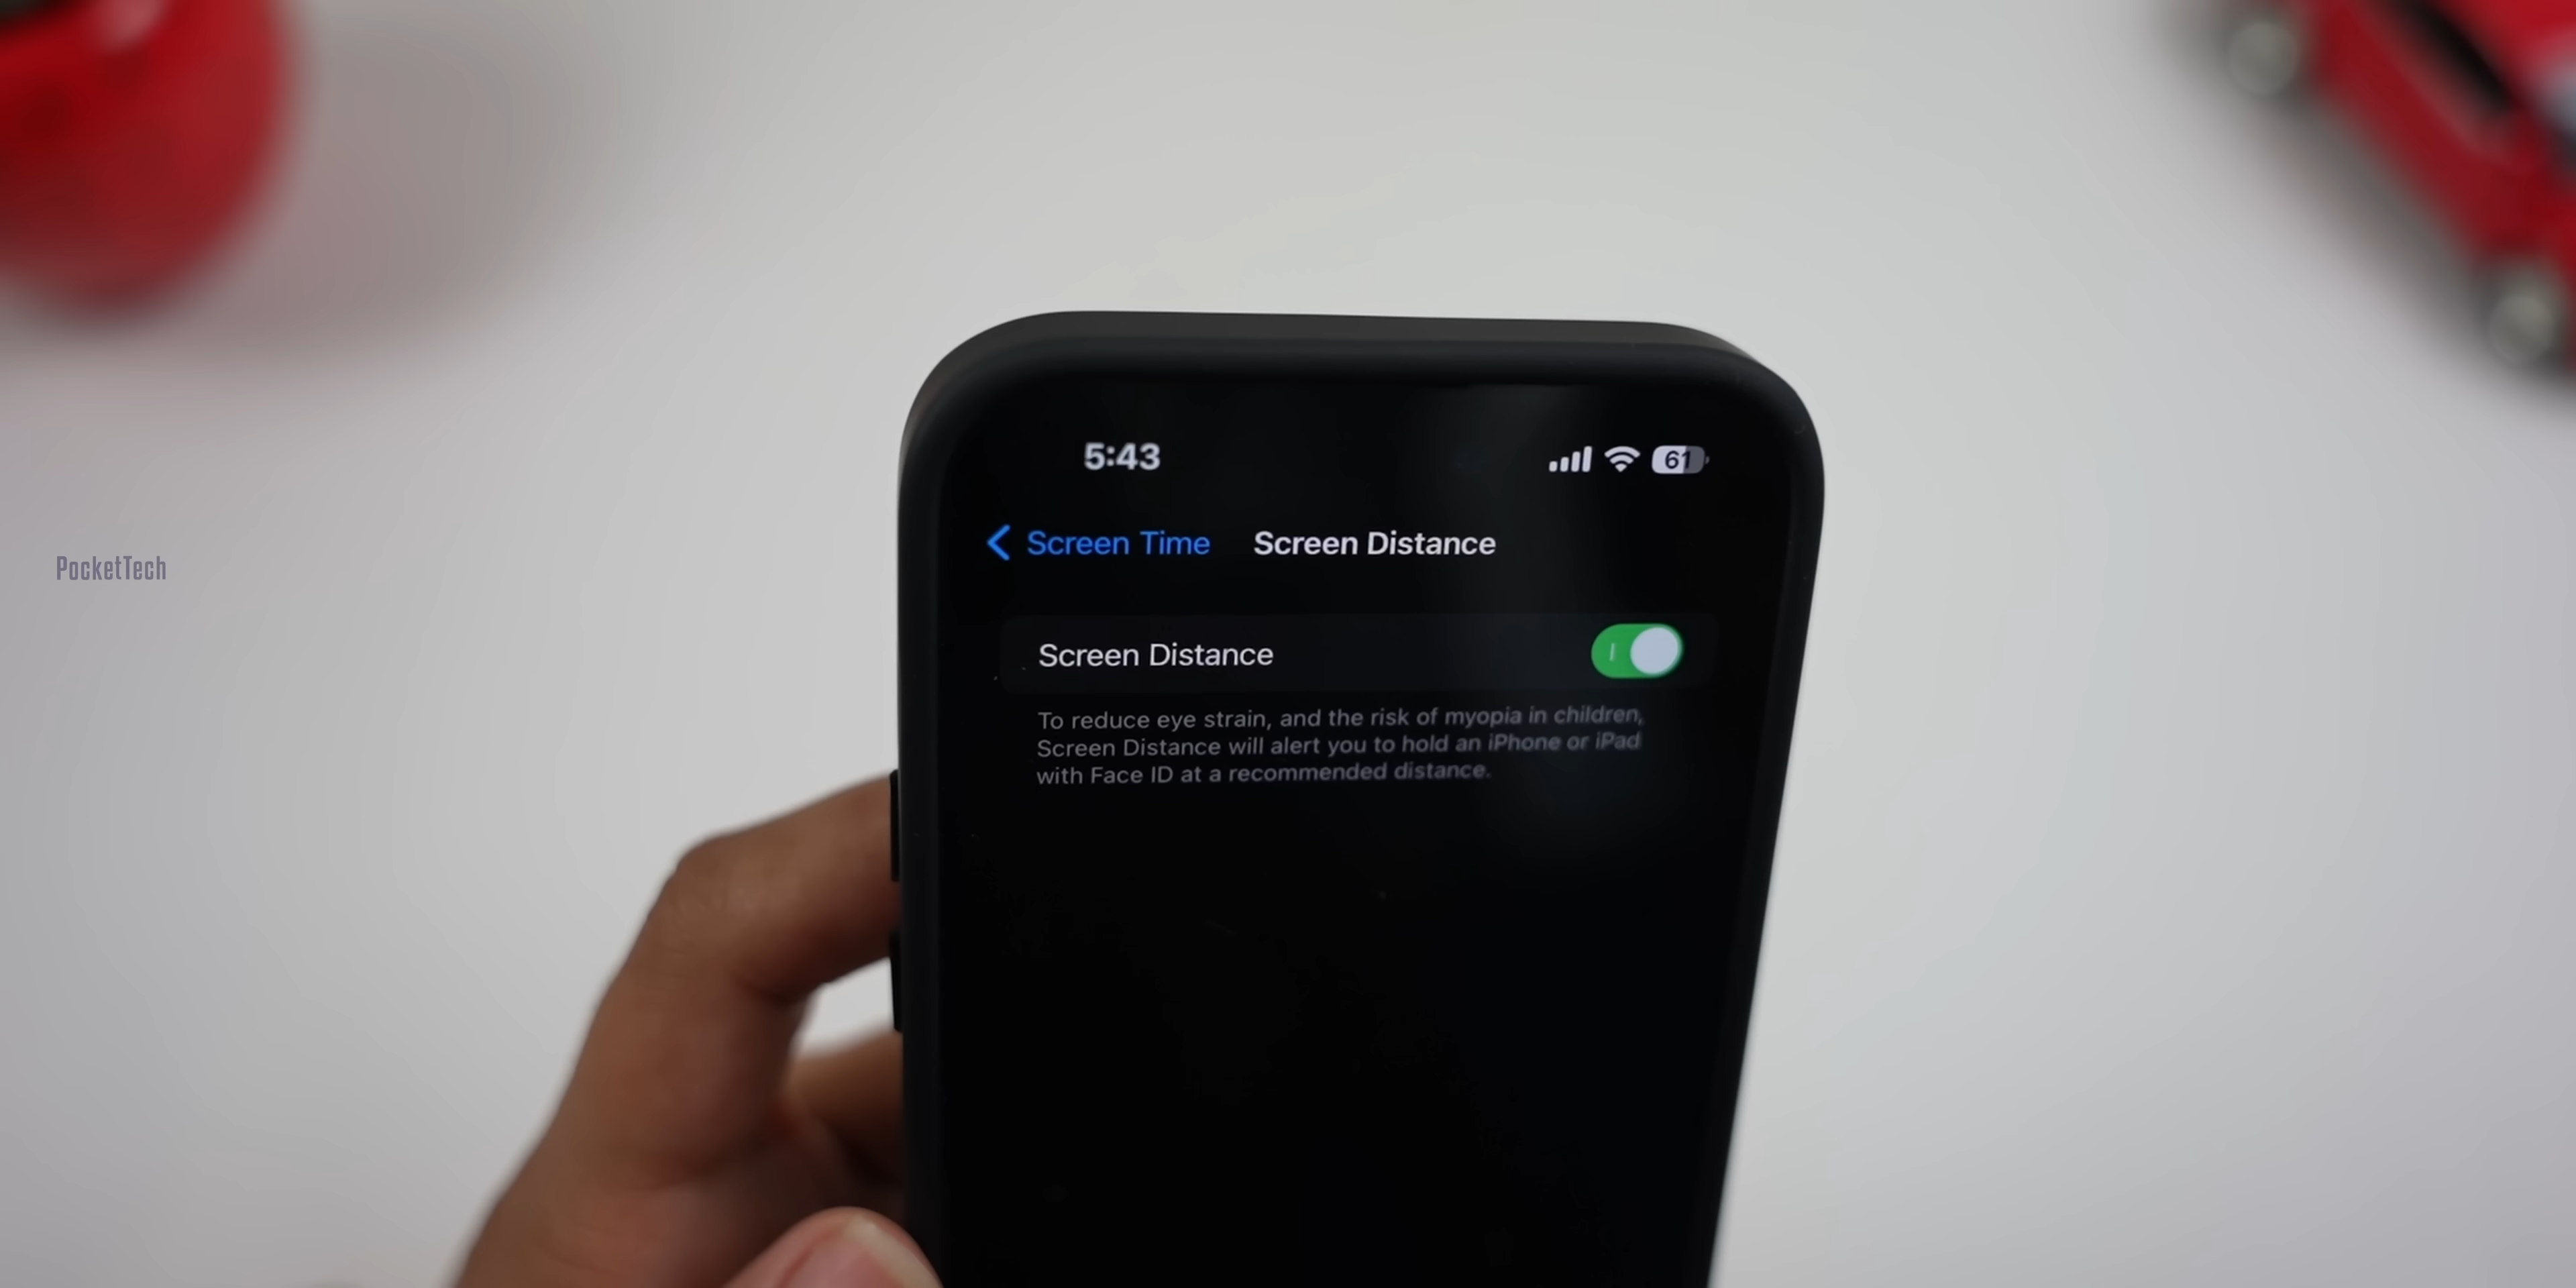 5:43
61
Screen Time
Screen Distance
Screen Distance
To reduce eye strain, and the risk of myopia in children,
Screen Distance will alert you to hold an iPhone or iPad
with Face ID at a recommended distance.
PocketTech